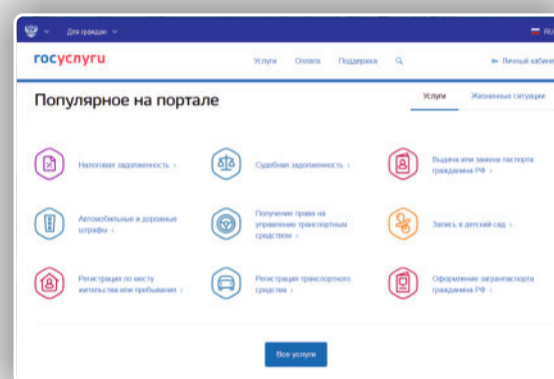 Для граждан
RU
госуслуги
Услуги Оплата Поддержка Личный кабинет
Популярное на портале
Услуги Жизненные ситуации
Налоговая задолженность ›
Судебная задолженность ›
Выдача или замена паспорта
гражданина РФ ›
Автомобильные и дорожные
штрафы ›
Получение права на
управление транспортным
средством ›
Запись в детский сад ›
Регистрация по месту
жительства или пребывания ›
Регистрация транспортного
средства ›
Оформление загранпаспорта
гражданина РФ ›
Все услуги